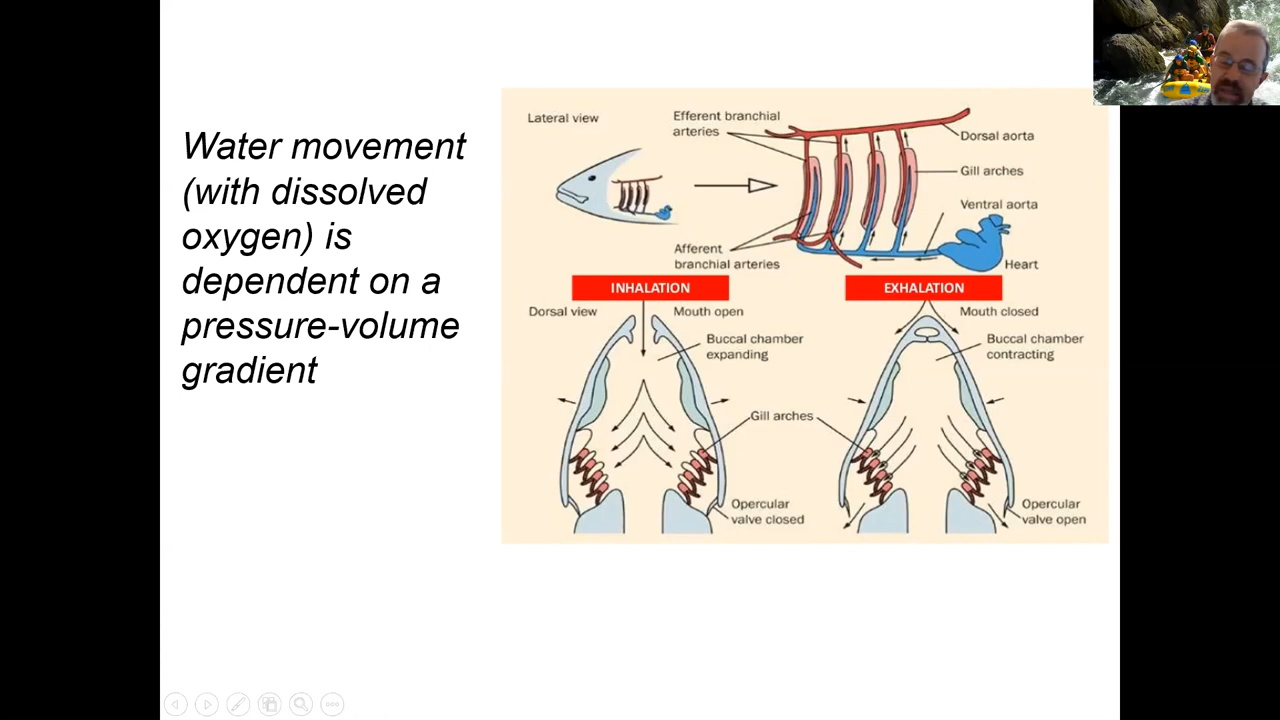 Water movement
(with dissolved
oxygen) is
dependent on a
pressure-volume
gradient
Lateral view
Efferent branchial
arteries
Dorsal aorta
Gill arches
Ventral aorta
Afferent
branchial arteries
Heart
INHALATION
EXHALATION
Dorsal view
Mouth open
Mouth closed
Buccal chamber
expanding
Buccal chamber
contracting
Gill arches
Opercular
valve closed
Opercular
valve open